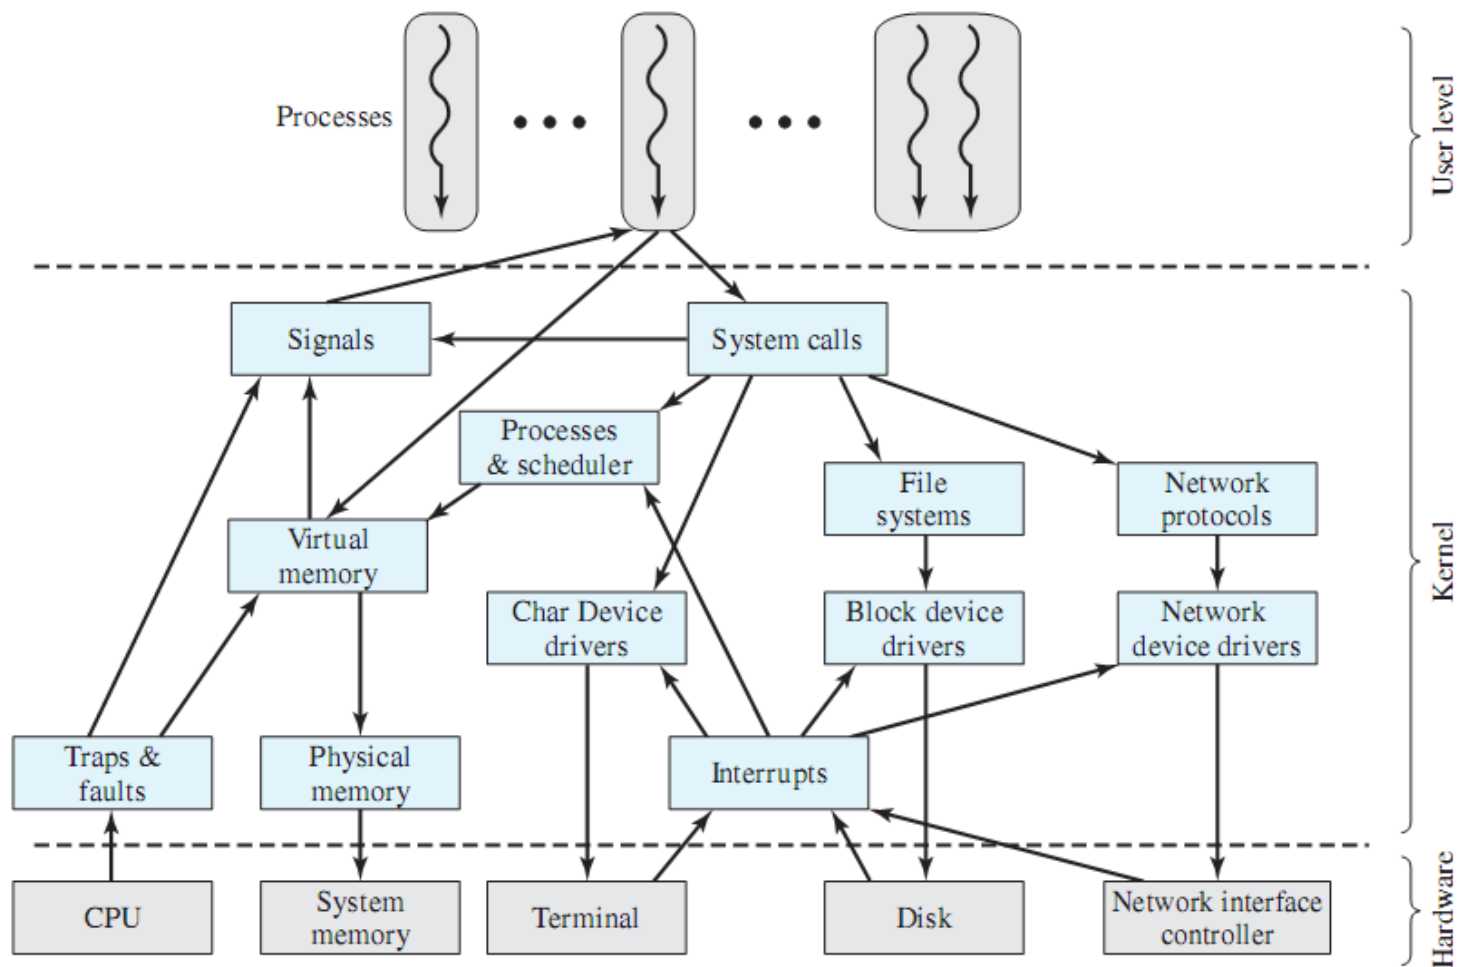 Processes
User level
Signals
System calls
Processes
& scheduler
File
systems
Network
protocols
Virtual
memory
Kernel
Char Device
drivers
Block device
drivers
Network
device drivers
Traps &
faults
Physical
memory
Interrupts
CPU
System
memory
Terminal
Disk
Network interface
controller
Hardware